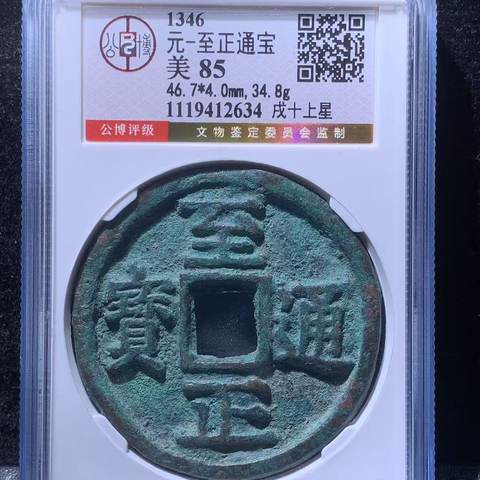 1346
元-至正通宝
美 85
46.7*4.0mm, 34.8g
1119412634 戌十上星
公博评级
文物鉴定委员会监制
至
寶 通
正